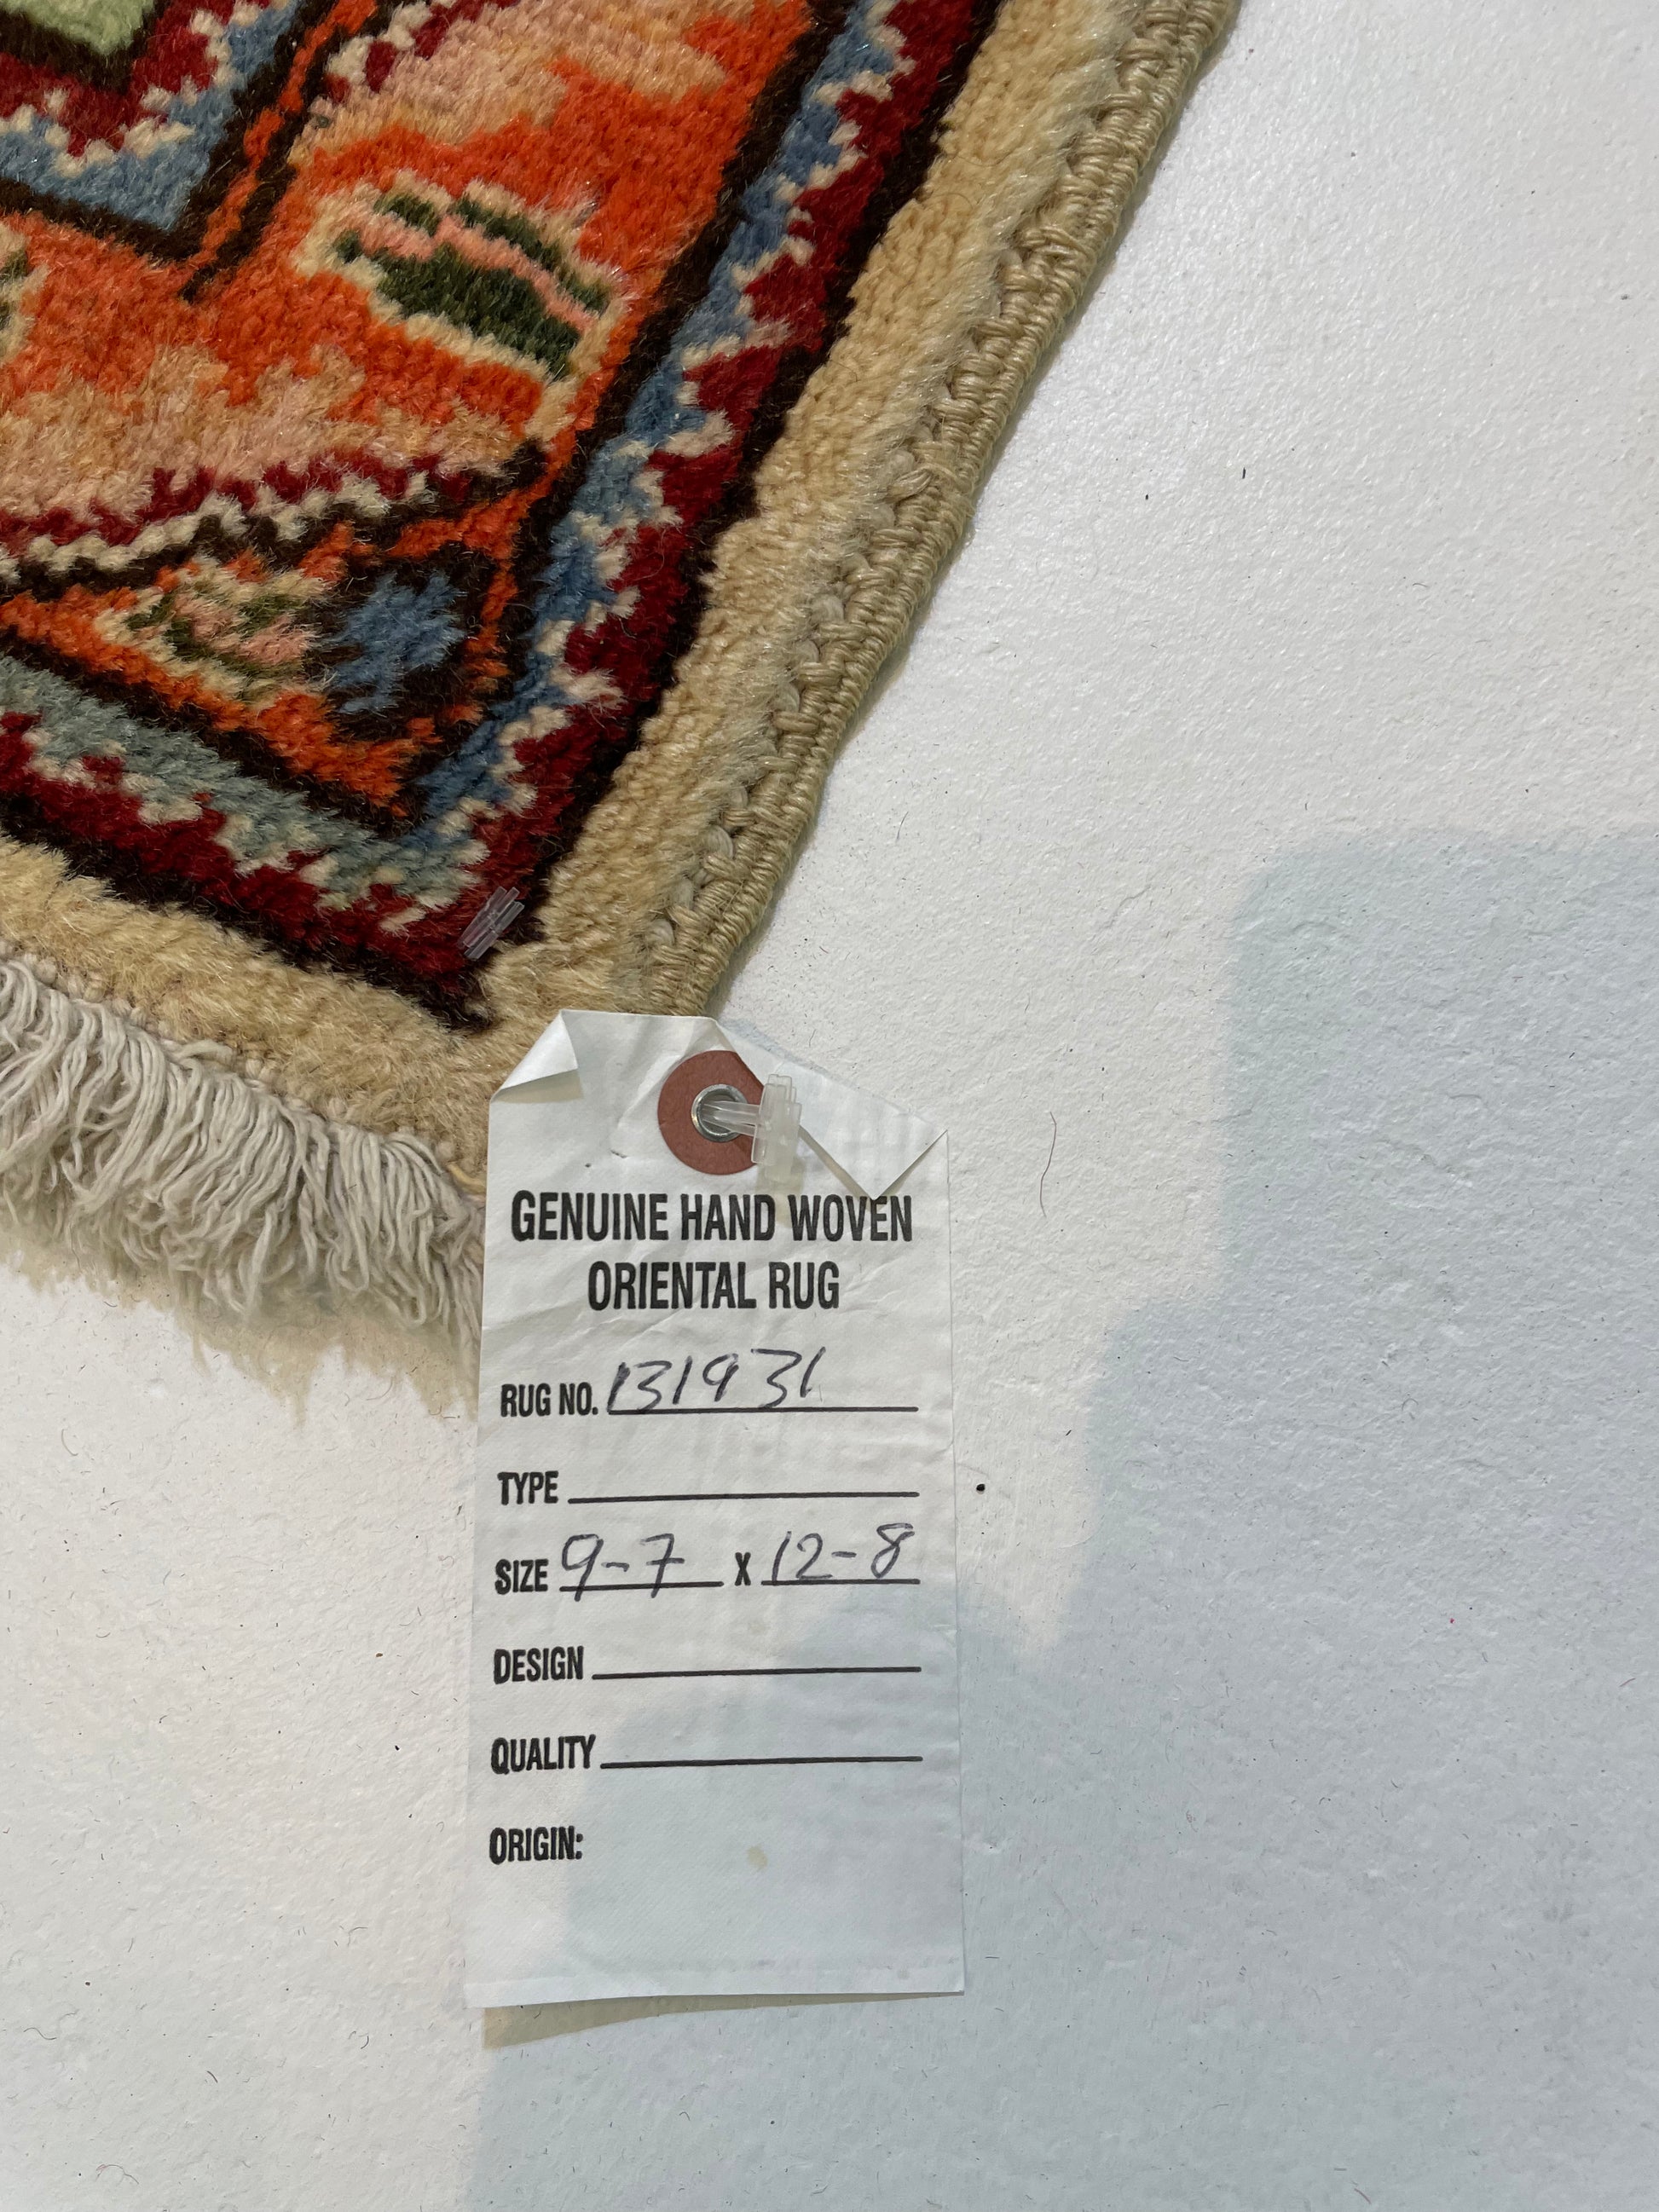 GENUINE HAND WOVEN
ORIENTAL RUG
RUG NO. 131931
TYPE
SIZE 9-7 X 12-8
DESIGN
QUALITY
ORIGIN: